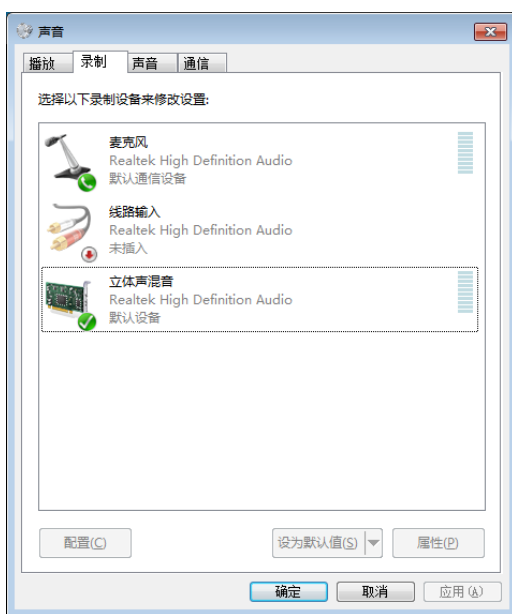 声音
播放 录制 声音 通信
选择以下录制设备来修改设置:
麦克风
Realtek High Definition Audio
默认通信设备
线路输入
Realtek High Definition Audio
未插入
立体声混音
Realtek High Definition Audio
默认设备
配置(C) 设为默认值(S) 属性(P)
确定 取消 应用(A)